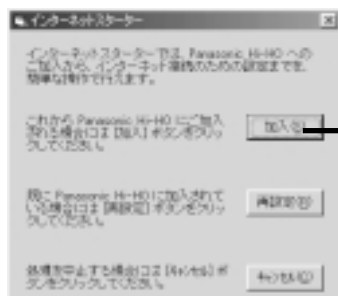 インターネットスターター
インターネットスターターでは、Panasonic Hi-HO への
ご加入から、インターネット接続のための設定までを、
簡単な操作で行えます。
これから Panasonic Hi-HO にご加入
される場合には [加入] ボタンをクリッ
クしてください。
加入(S)
既に Panasonic Hi-HOに加入されて
いる場合には [再設定] ボタンをクリッ
クしてください。
再設定(R)
処理を中止する場合には [キャンセル] ボ
タンをクリックしてください。
キャンセル(C)